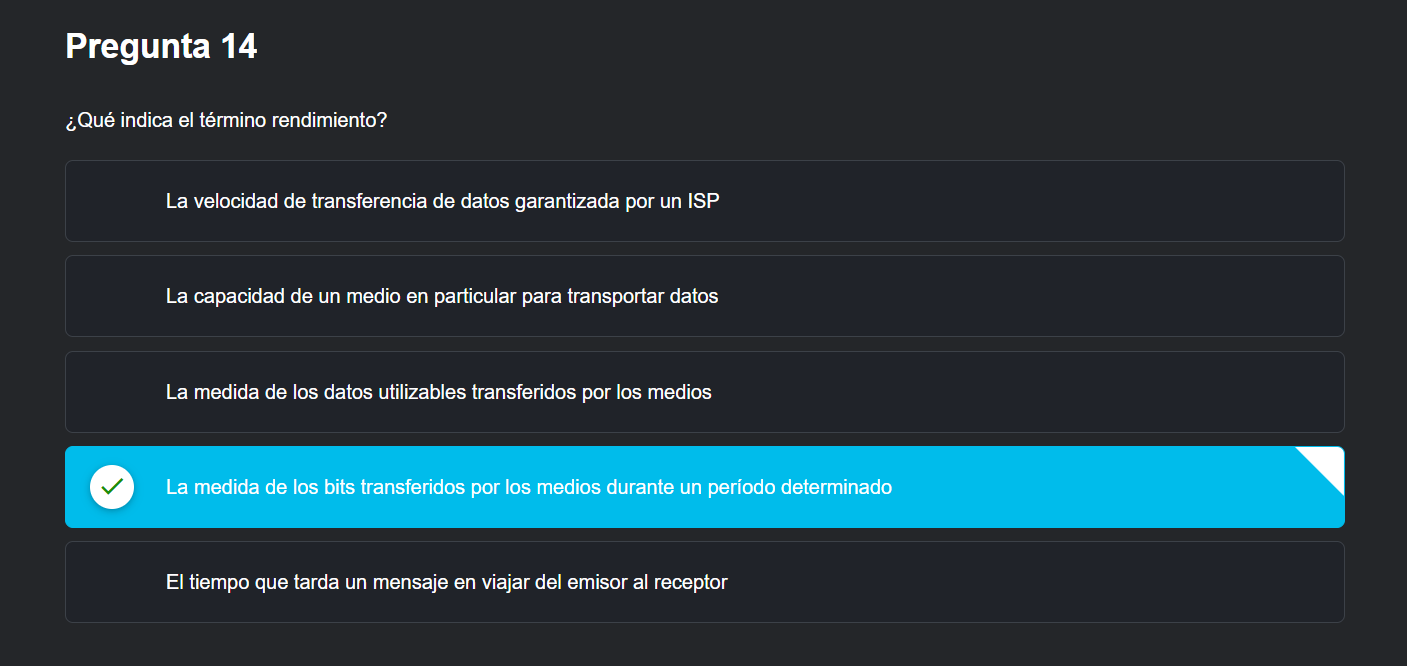 Pregunta 14
¿Qué indica el término rendimiento?
La velocidad de transferencia de datos garantizada por un ISP
La capacidad de un medio en particular para transportar datos
La medida de los datos utilizables transferidos por los medios
La medida de los bits transferidos por los medios durante un período determinado
El tiempo que tarda un mensaje en viajar del emisor al receptor